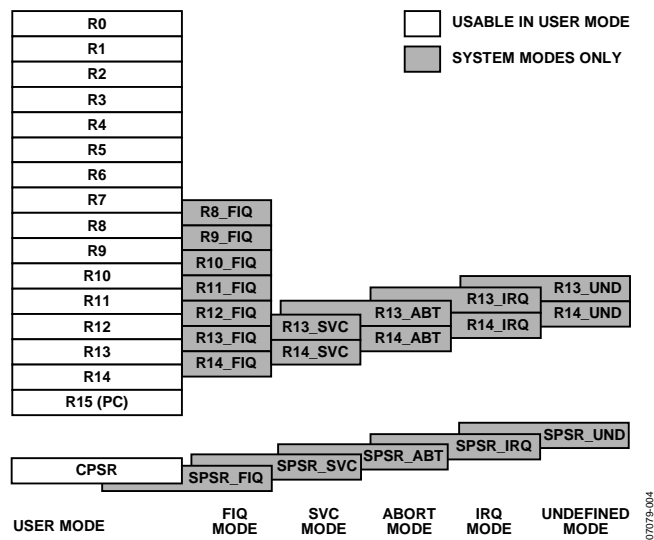 R0
R1
R2
R3
R4
R5
R6
R7
R8
R9
R10
R11
R12
R13
R14
R15 (PC)
USABLE IN USER MODE
SYSTEM MODES ONLY
R8_FIQ
R9_FIQ
R10_FIQ
R11_FIQ
R12_FIQ
R13_FIQ
R14_FIQ
R13_SVC
R14_SVC
R13_ABT
R14_ABT
R13_IRQ
R14_IRQ
R13_UND
R14_UND
CPSR
SPSR_FIQ
SPSR_SVC
SPSR_ABT
SPSR_IRQ
SPSR_UND
USER MODE
FIQ
MODE
SVC
MODE
ABORT
MODE
IRQ
MODE
UNDEFINED
MODE
07079-004